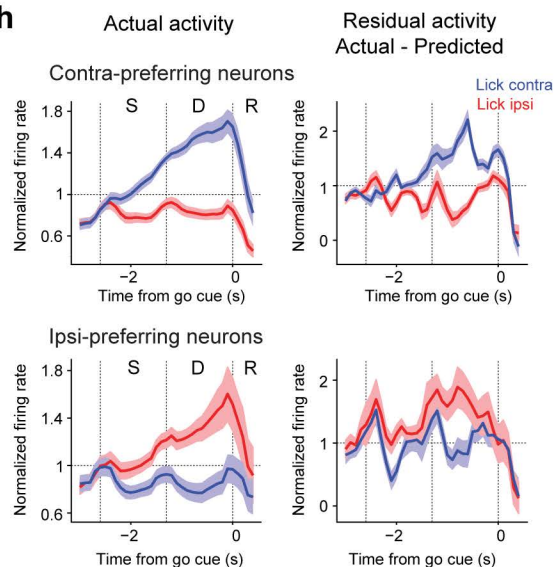 h
Actual activity
Residual activity
Actual - Predicted
Contra-preferring neurons
Lick contra
Lick ipsi
S D R
Normalized firing rate
1.8
1.4
1
0.6
−2 0
Time from go cue (s)
Normalized firing rate
2
1
0
−2 0
Time from go cue (s)
Ipsi-preferring neurons
S D R
Normalized firing rate
1.8
1.4
1
0.6
−2 0
Time from go cue (s)
Normalized firing rate
2
1
0
−2 0
Time from go cue (s)